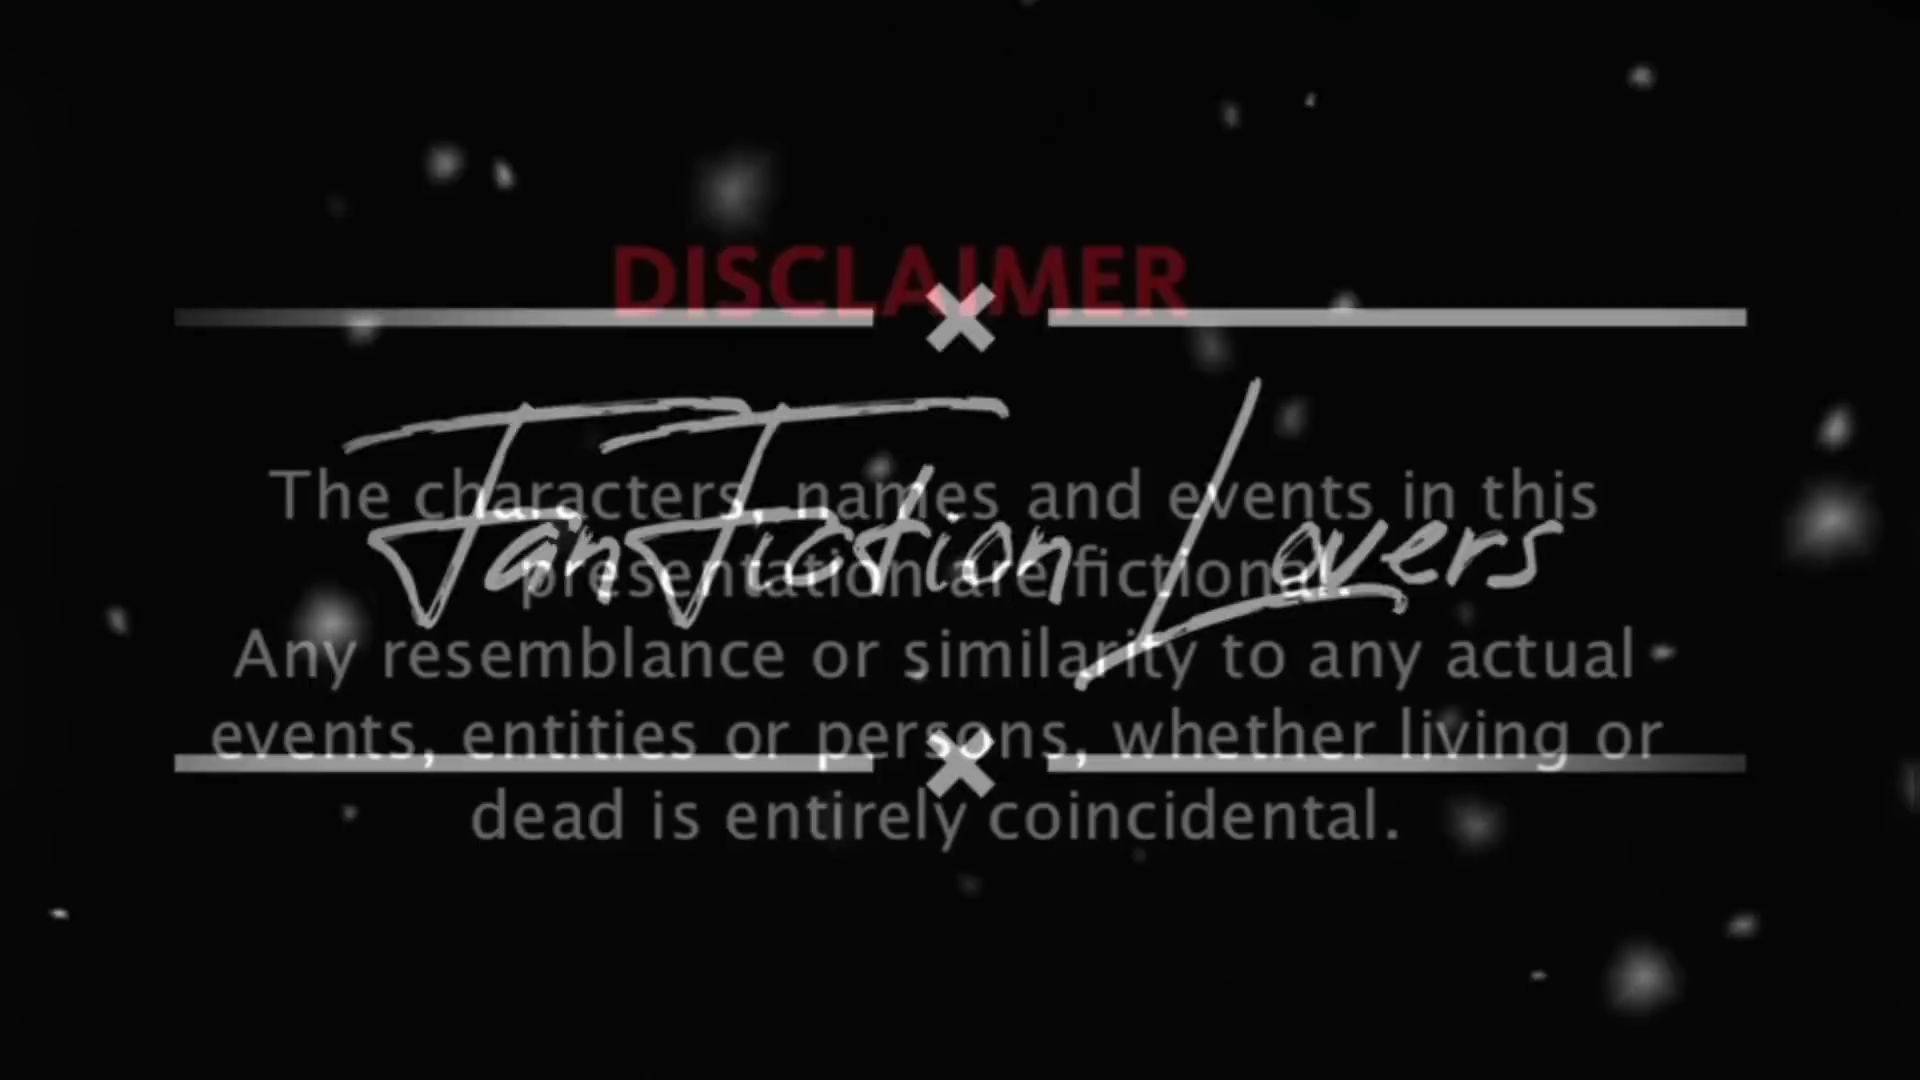 DISCLAIMER
FanFiction Lovers
The characters, names and events in this
presentation are fictional.
Any resemblance or similarity to any actual
events, entities or persons, whether living or
dead is entirely coincidental.